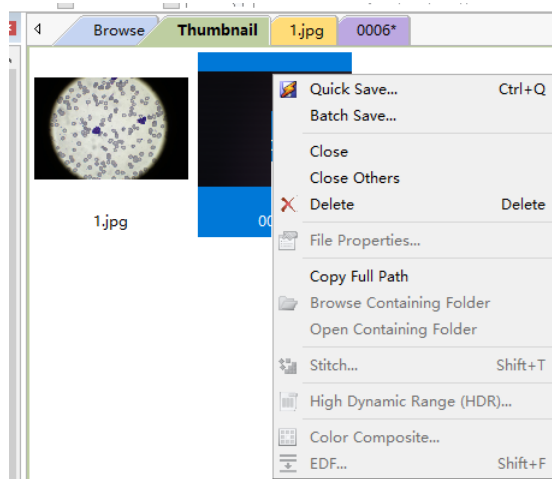 Browse Thumbnail 1.jpg 0006*
Quick Save... Ctrl+Q
Batch Save...
Close
Close Others
Delete Delete
1.jpg 00
File Properties...
Copy Full Path
Browse Containing Folder
Open Containing Folder
Stitch... Shift+T
High Dynamic Range (HDR)...
Color Composite...
EDF... Shift+F